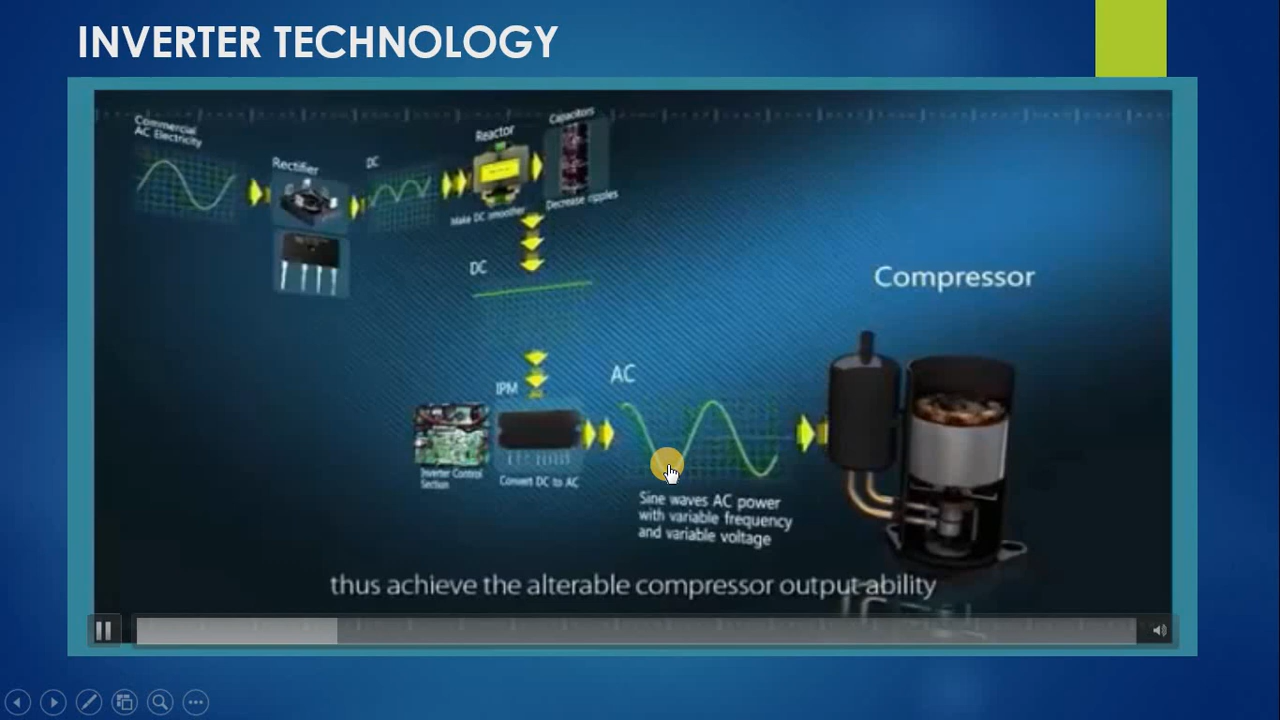 INVERTER TECHNOLOGY
Commercial
AC Electricity
Rectifier
DC
Reactor
Make DC smoother
Capacitors
Decrease ripples
DC
IPM
Inverter Control
Section
Convert DC to AC
AC
Sine waves AC power
with variable frequency
and variable voltage
Compressor
thus achieve the alterable compressor output ability